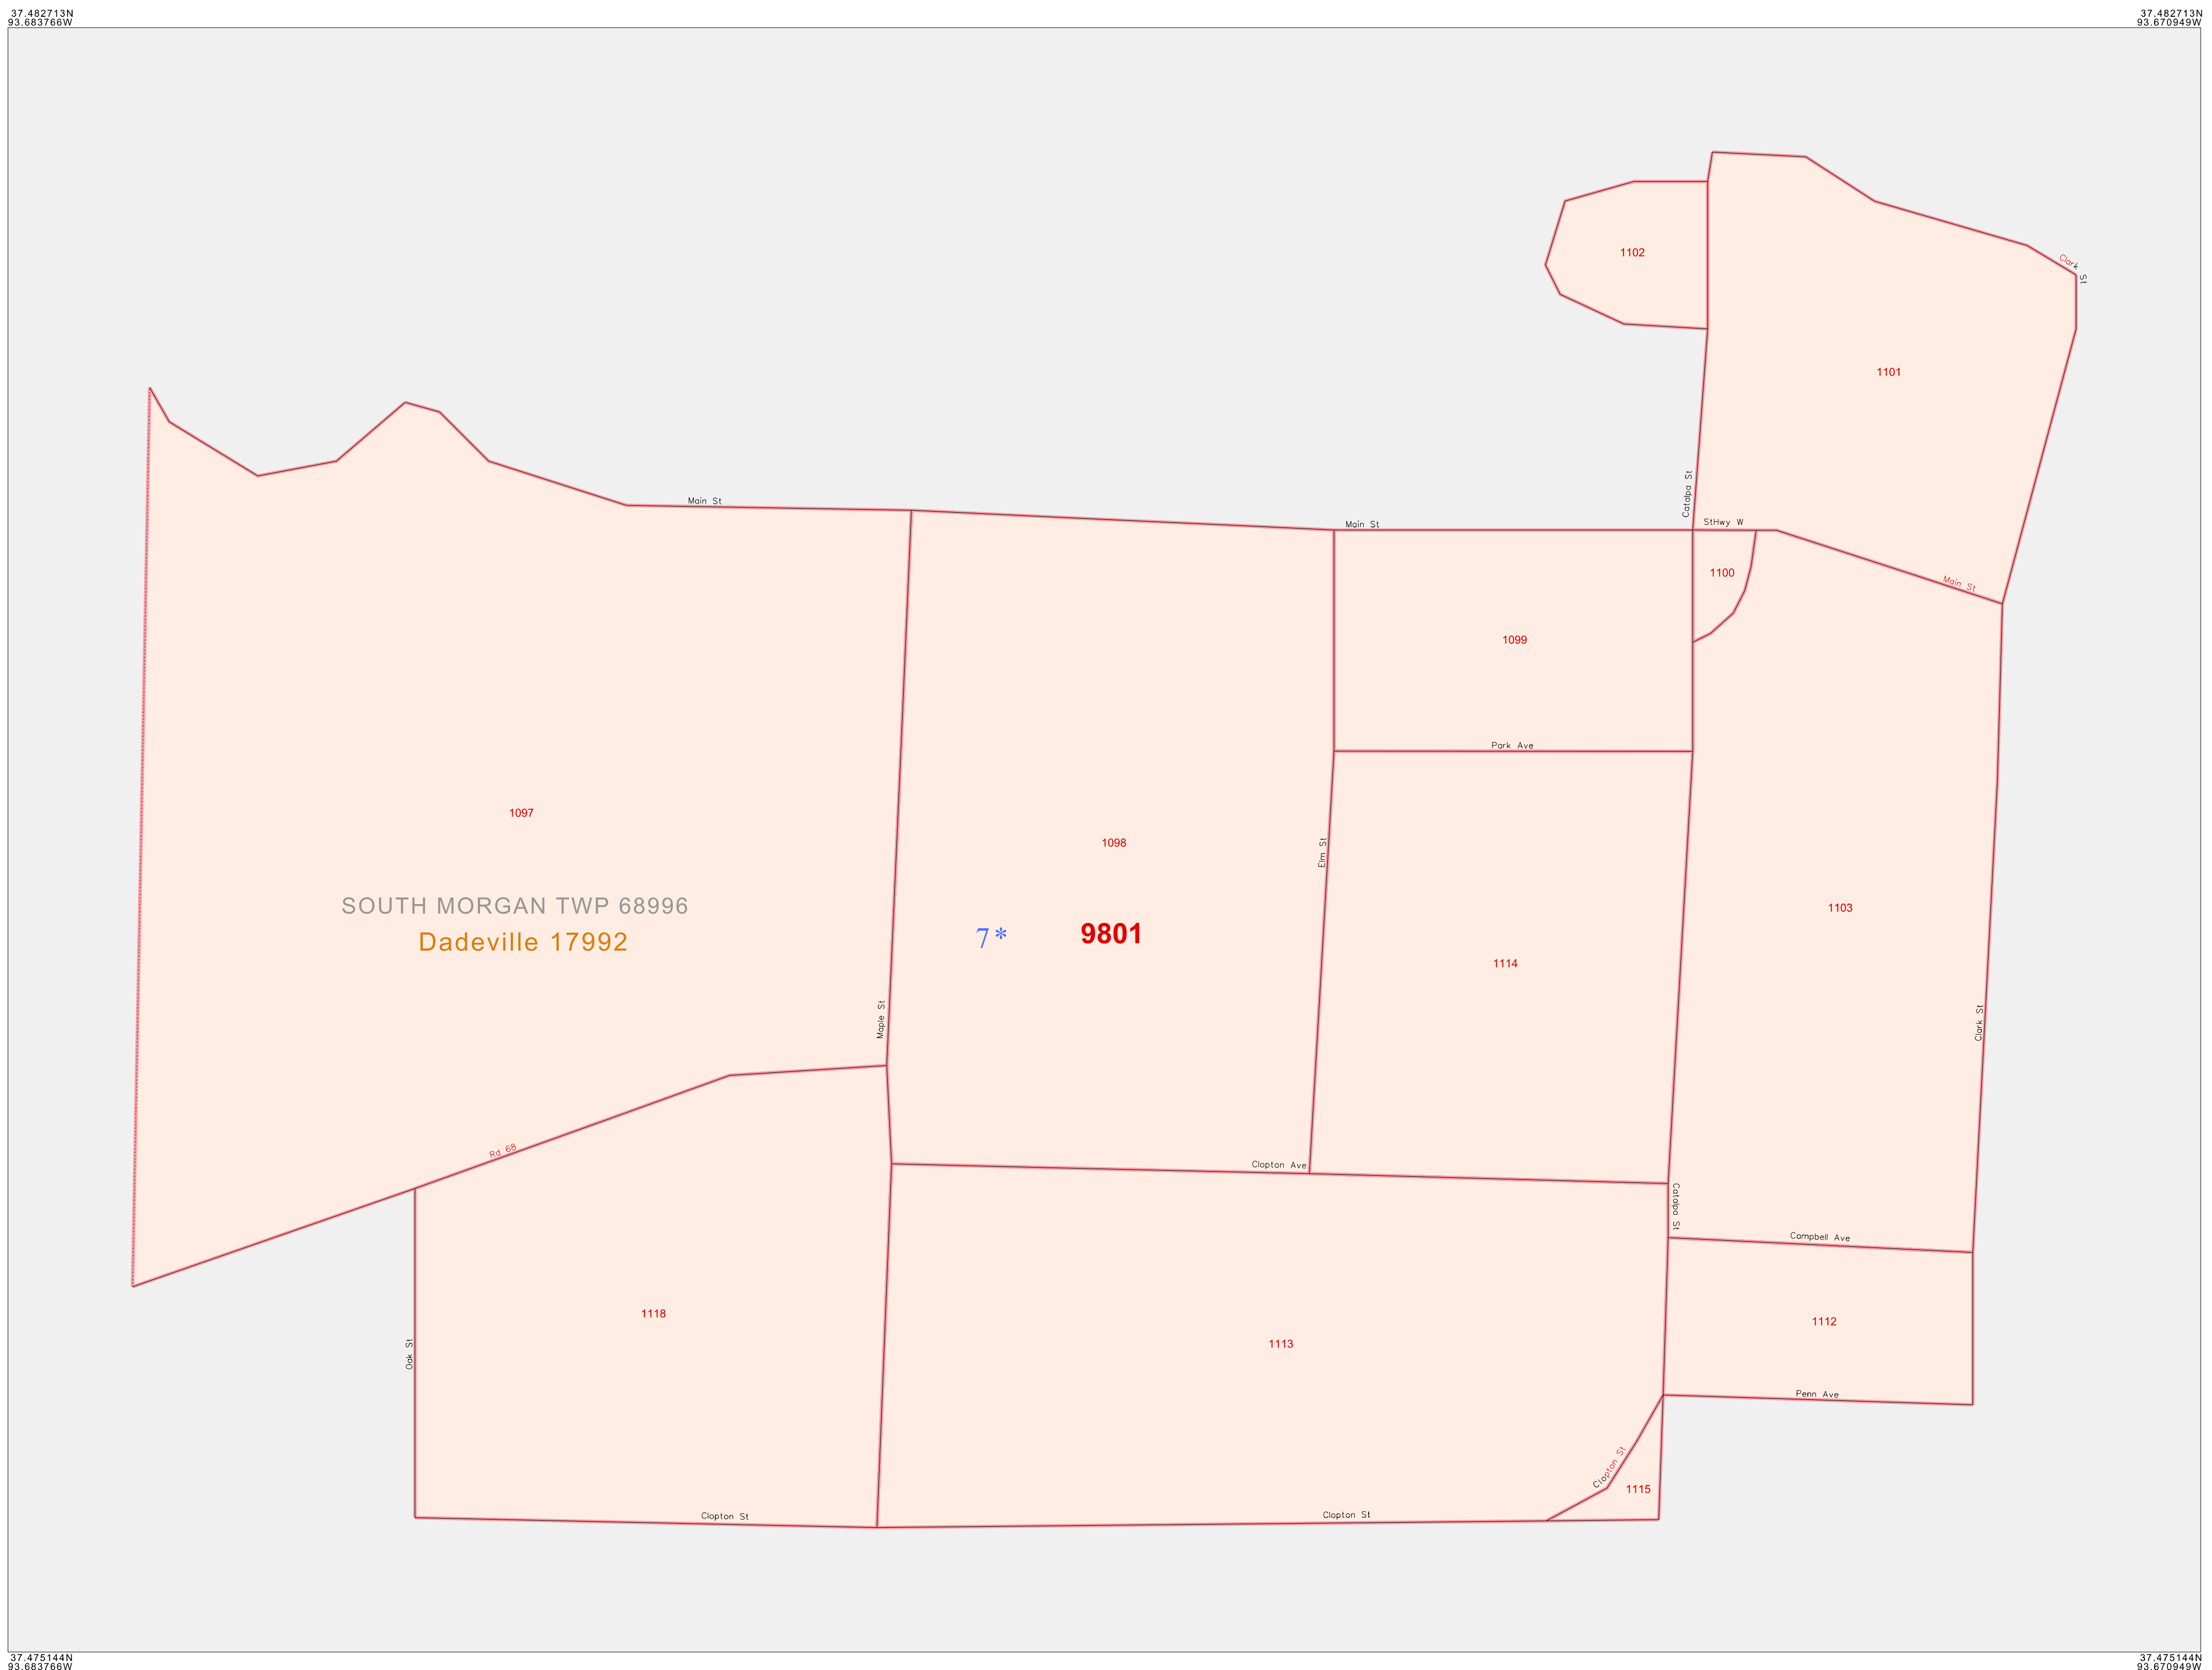 37.482713N
93.683766W
37.482713N
93.670949W
1102
Clark St
1101
Catalpa St
Main St
Main St
StHwy W
1100
Main St
1099
Park Ave
1097
1098
Elm St
1103
SOUTH MORGAN TWP 68996
Dadeville 17992
7*
9801
1114
Maple St
Clark St
Rd 68
Clopton Ave
Catalpa St
Campbell Ave
1118
1112
Oak St
1113
Penn Ave
Clopton St
1115
Clopton St
Clopton St
37.475144N
93.683766W
37.475144N
93.670949W